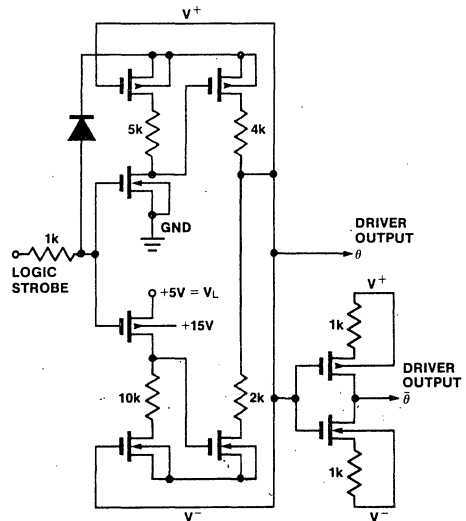 V+
5k
4k
1k
GND
LOGIC
STROBE
DRIVER
OUTPUT
θ
+5V = VL
+15V
V+
1k
DRIVER
OUTPUT
θ̄
10k
2k
1k
V−
V−